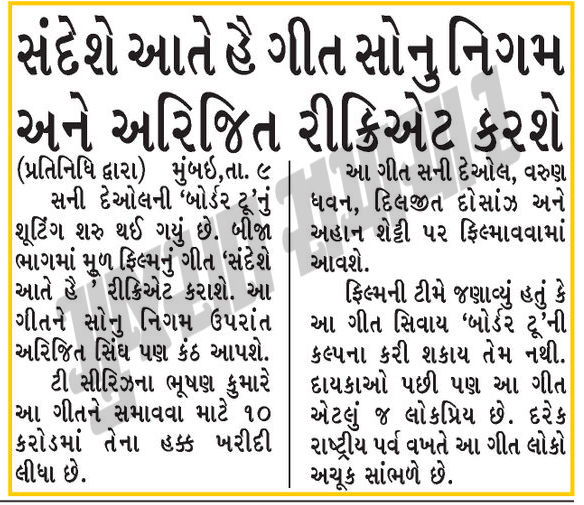 સંદેશે આતે હૈ ગીત સોનુ નિગમ
અને અરિજિત રીક્રિએટ કરશે
(પ્રતિનિધિ દ્વારા) મુંબઇ,તા. ૯
સની દેઓલની ‘બોર્ડર ટૂ’નું
શૂટિંગ શરુ થઈ ગયું છે. બીજા
ભાગમાં મુળ ફિલ્મનું ગીત ‘સંદેશે
આતે હૈ ’ રીક્રિએટ કરાશે. આ
ગીતને સોનુ નિગમ ઉપરાંત
અરિજિત સિંઘ પણ કંઠ આપશે.
ટી સીરિઝના ભૂષણ કુમારે
આ ગીતને સમાવવા માટે ૧૦
કરોડમાં તેના હક્ક ખરીદી
લીધા છે.
આ ગીત સની દેઓલ, વરુણ
ધવન, દિલજીત દોસાંઝ અને
અહાન શેટ્ટી પર ફિલ્માવવામાં
આવશે.
ફિલ્મની ટીમે જણાવ્યું હતું કે
આ ગીત સિવાય ‘બોર્ડર ટૂ’ની
કલ્પના કરી શકાય તેમ નથી.
દાયકાઓ પછી પણ આ ગીત
એટલું જ લોકપ્રિય છે. દરેક
રાષ્ટ્રીય પર્વ વખતે આ ગીત લોકો
અચૂક સાંભળે છે.